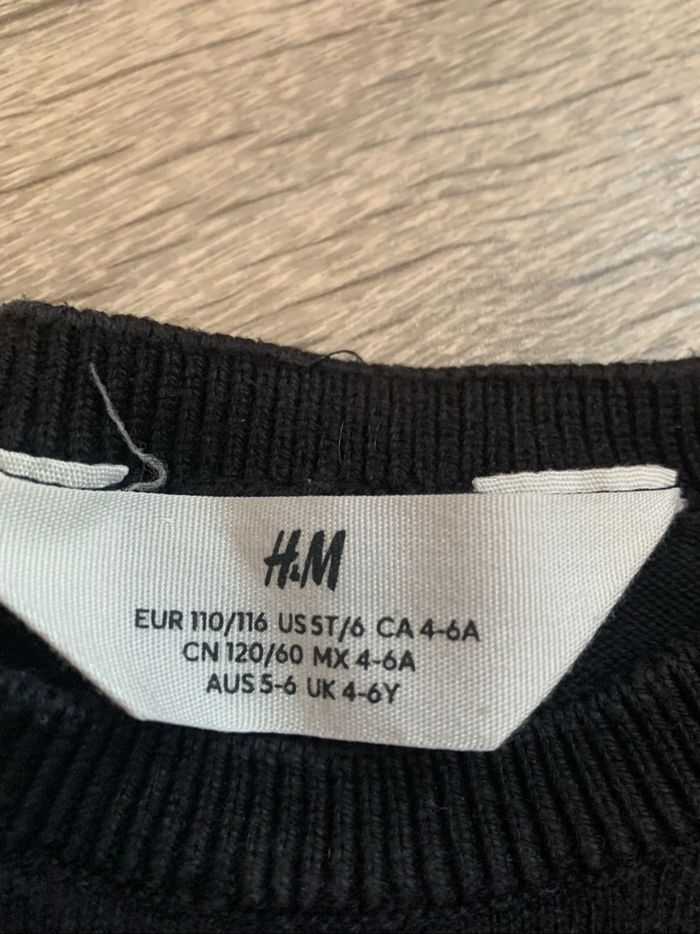 H&M
EUR 110/116 US 5T/6 CA 4-6A
CN 120/60 MX 4-6A
AUS 5-6 UK 4-6Y